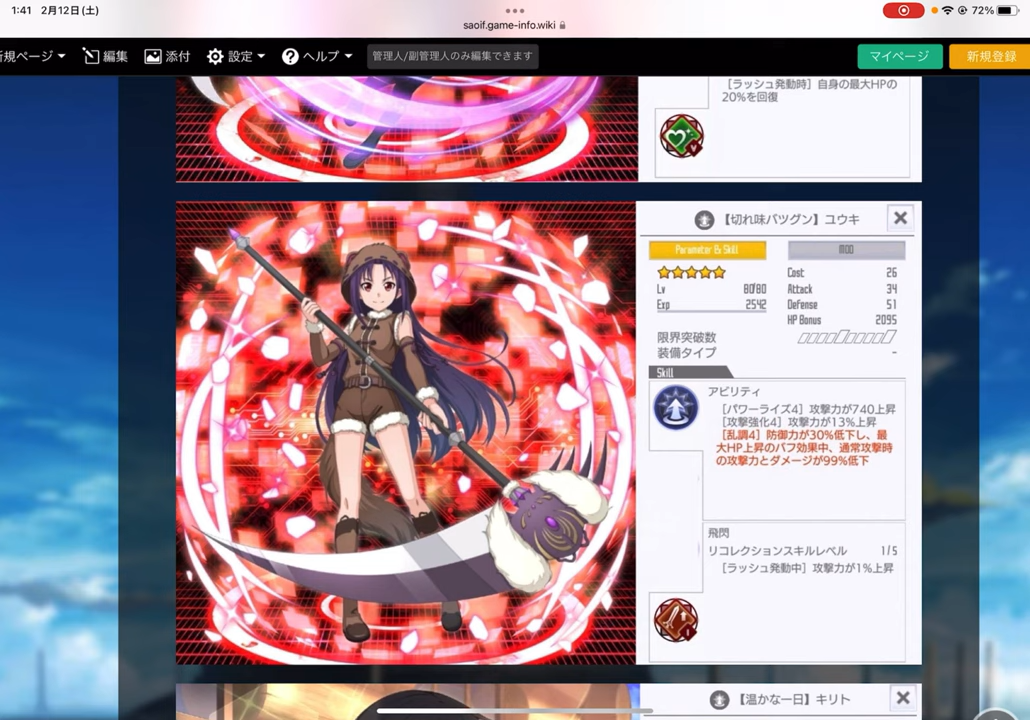 1:41 2月12日(土)
saoif.game-info.wiki
72%
新規ページ
編集
添付
設定
ヘルプ
管理人/副管理人のみ編集できます
マイページ
新規登録
[ラッシュ発動時] 自身の最大HPの
20%を回復
【切れ味バツグン】ユウキ
Parameter & Skill
MOD
Lv 80/80
Exp 2542
Cost 26
Attack 34
Defense 51
HP Bonus 2095
限界突破数
装備タイプ -
Skill
アビリティ
[パワーライズ4] 攻撃力が740上昇
[攻撃強化4] 攻撃力が13%上昇
[乱調4] 防御力が30%低下し、最
大HP上昇のバフ効果中、通常攻撃時
の攻撃力とダメージが99%低下
飛閃
リコレクションスキルレベル 1/5
[ラッシュ発動中] 攻撃力が1%上昇
【温かな一日】キリト